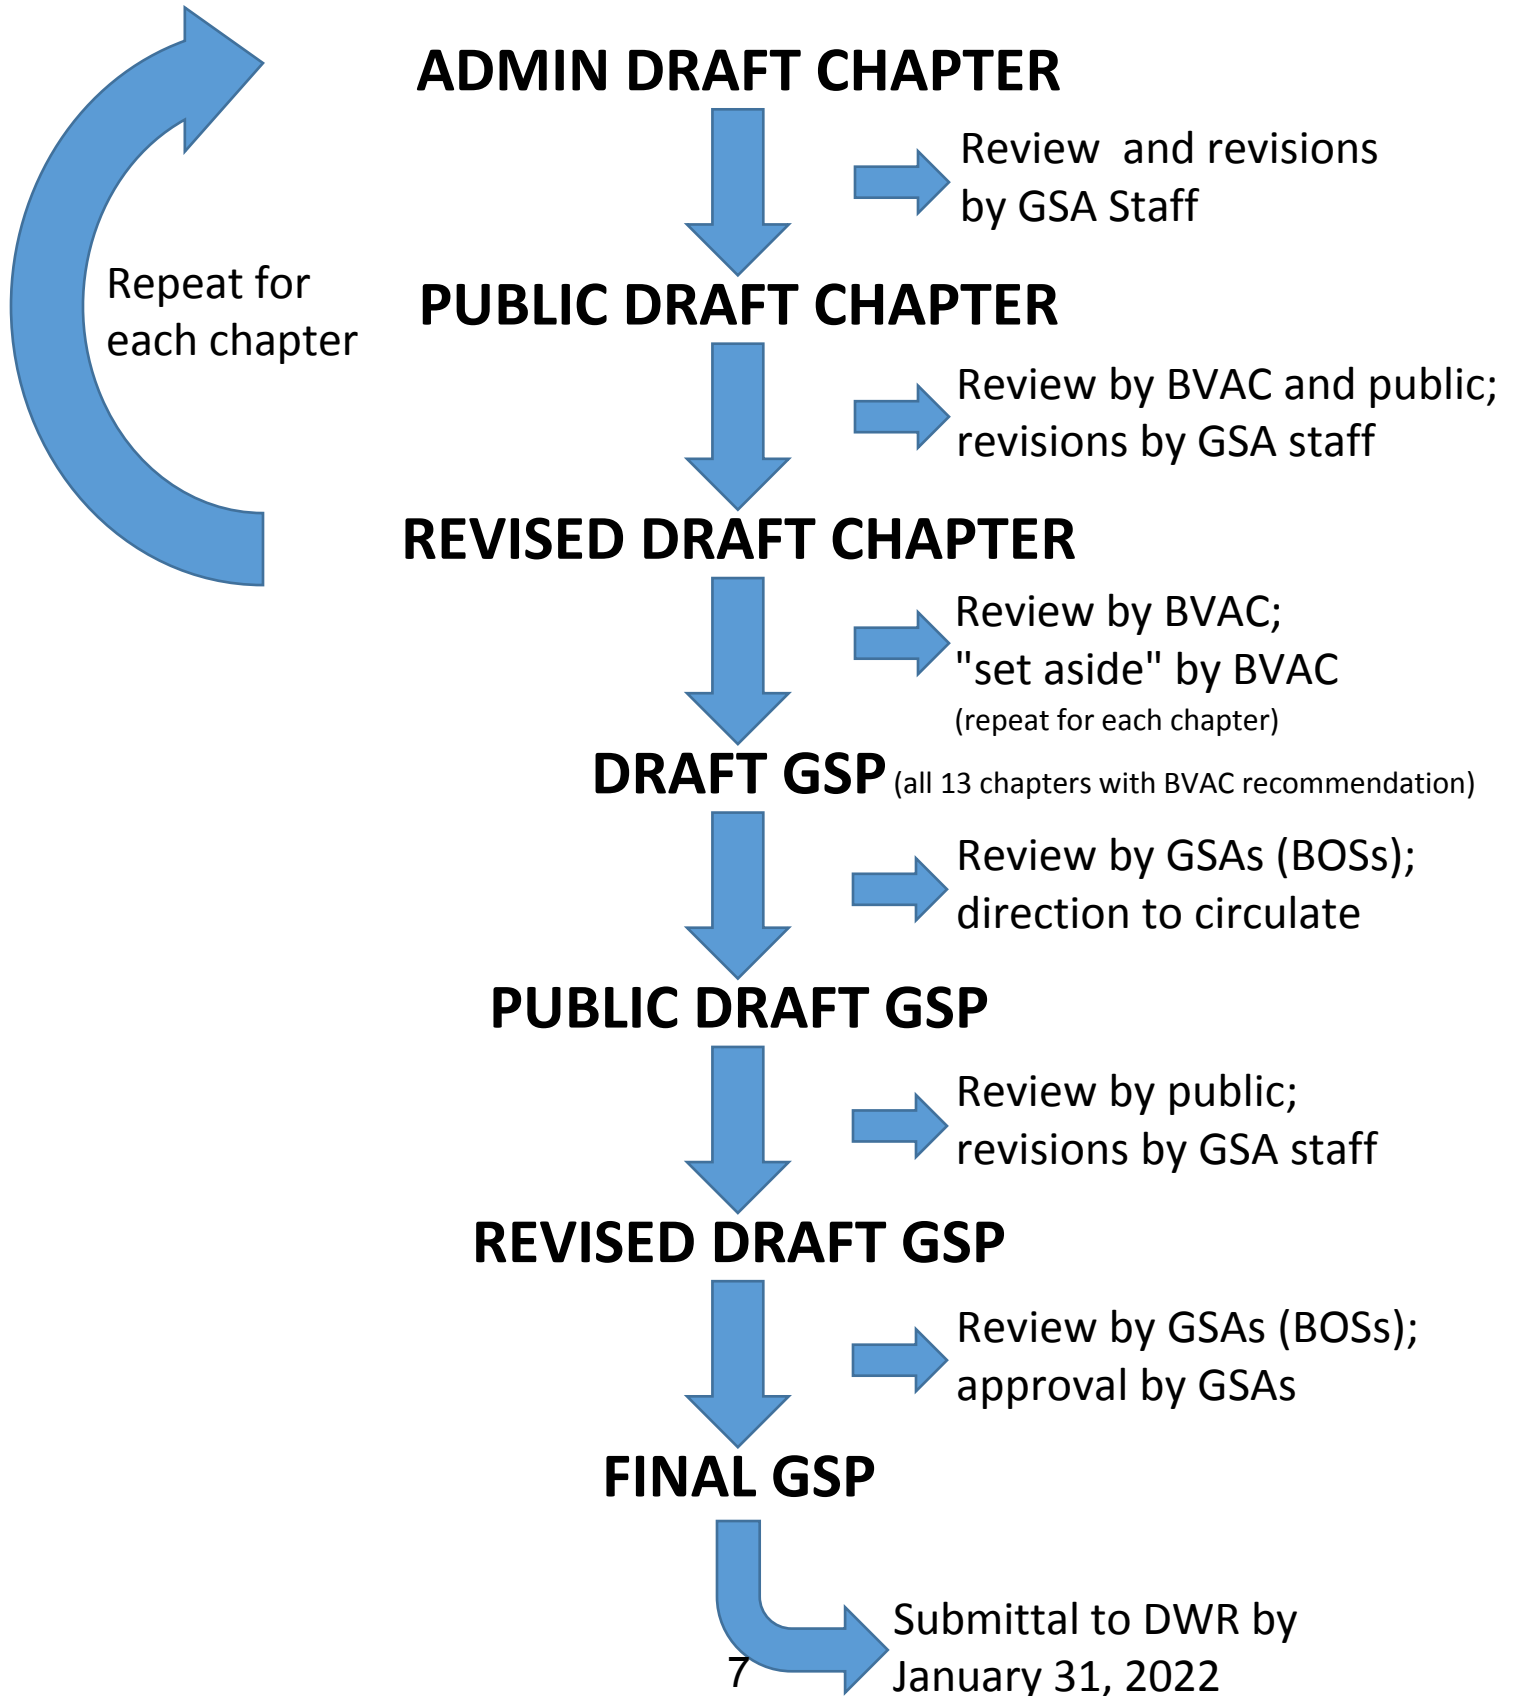 ADMIN DRAFT CHAPTER
Review and revisions
by GSA Staff
Repeat for
each chapter
PUBLIC DRAFT CHAPTER
Review by BVAC and public;
revisions by GSA staff
REVISED DRAFT CHAPTER
Review by BVAC;
"set aside" by BVAC
(repeat for each chapter)
DRAFT GSP (all 13 chapters with BVAC recommendation)
Review by GSAs (BOSs);
direction to circulate
PUBLIC DRAFT GSP
Review by public;
revisions by GSA staff
REVISED DRAFT GSP
Review by GSAs (BOSs);
approval by GSAs
FINAL GSP
Submittal to DWR by
January 31, 2022
7